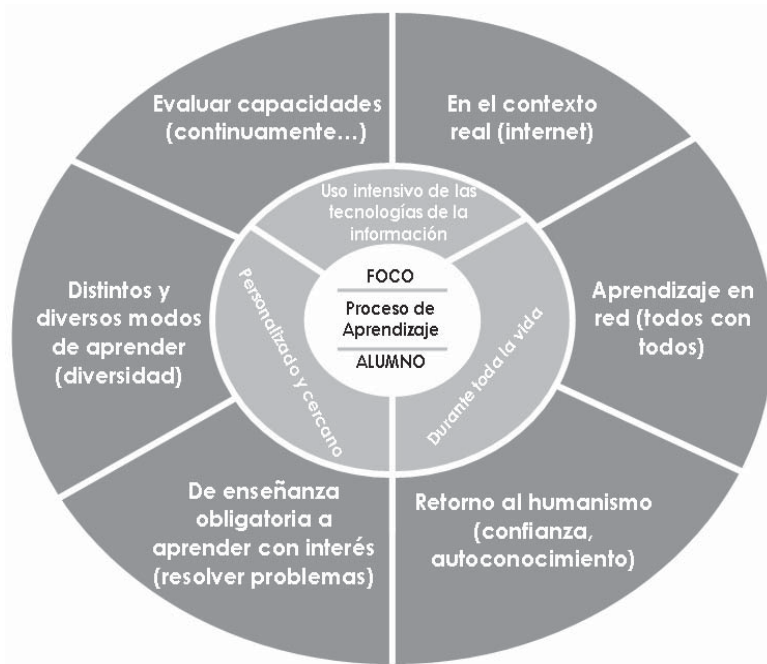 Evaluar capacidades
(continuamente...)
En el contexto
real (internet)
Uso intensivo de las
tecnologías de la
información
FOCO
Proceso de
Aprendizaje
ALUMNO
Personalizado y cercano
Durante toda la vida
Distintos y
diversos modos
de aprender
(diversidad)
Aprendizaje en
red (todos con
todos)
De enseñanza
obligatoria a
aprender con interés
(resolver problemas)
Retorno al humanismo
(confianza,
autoconocimiento)